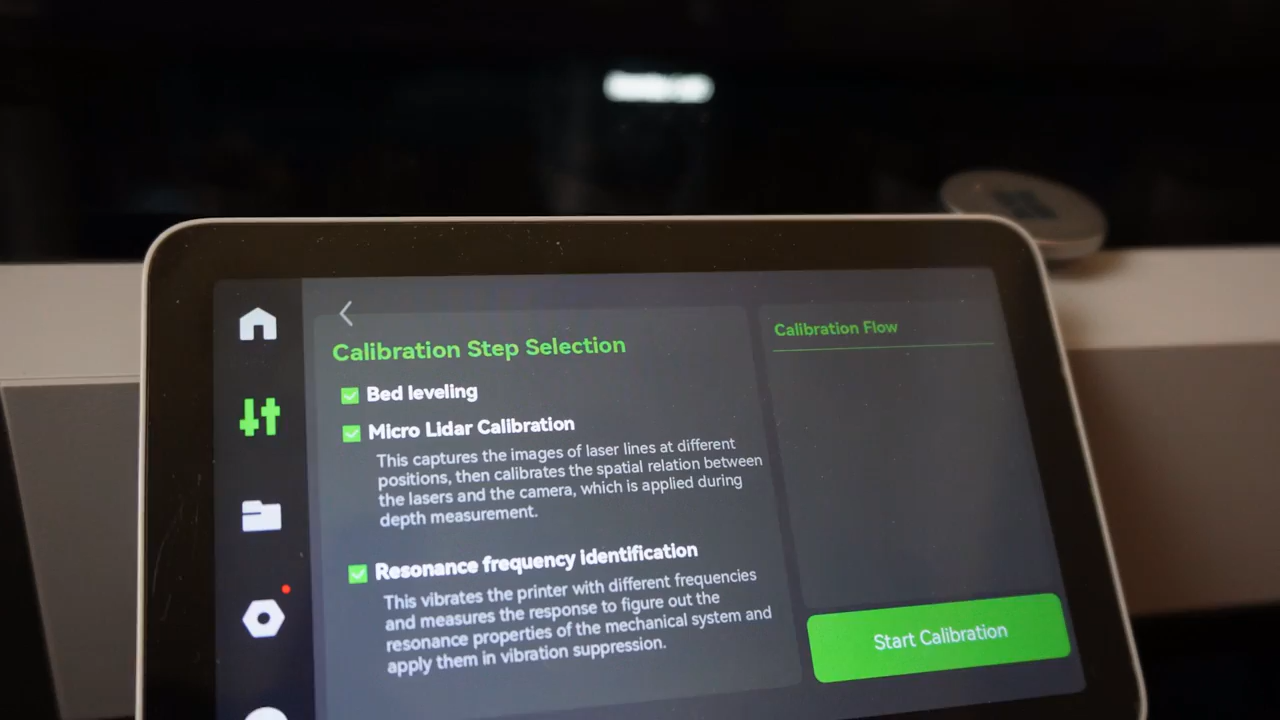 Calibration Step Selection
Bed leveling
Micro Lidar Calibration
This captures the images of laser lines at different
positions, then calibrates the spatial relation between
the lasers and the camera, which is applied during
depth measurement.
Resonance frequency identification
This vibrates the printer with different frequencies
and measures the response to figure out the
resonance properties of the mechanical system and
apply them in vibration suppression.
Calibration Flow
Start Calibration